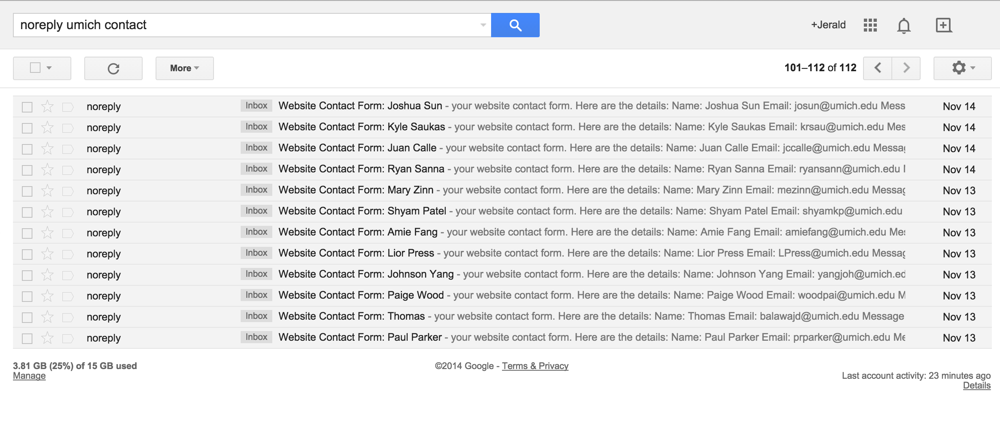 noreply umich contact
+Jerald
More
101–112 of 112
noreply Inbox Website Contact Form: Joshua Sun - your website contact form. Here are the details: Name: Joshua Sun Email: josun@umich.edu Mess Nov 14
noreply Inbox Website Contact Form: Kyle Saukas - your website contact form. Here are the details: Name: Kyle Saukas Email: krsau@umich.edu Mes Nov 14
noreply Inbox Website Contact Form: Juan Calle - your website contact form. Here are the details: Name: Juan Calle Email: jccalle@umich.edu Messag Nov 14
noreply Inbox Website Contact Form: Ryan Sanna - your website contact form. Here are the details: Name: Ryan Sanna Email: ryansann@umich.edu Nov 14
noreply Inbox Website Contact Form: Mary Zinn - your website contact form. Here are the details: Name: Mary Zinn Email: mezinn@umich.edu Messag Nov 13
noreply Inbox Website Contact Form: Shyam Patel - your website contact form. Here are the details: Name: Shyam Patel Email: shyamkp@umich.edu Nov 13
noreply Inbox Website Contact Form: Amie Fang - your website contact form. Here are the details: Name: Amie Fang Email: amiefang@umich.edu Mes Nov 13
noreply Inbox Website Contact Form: Lior Press - your website contact form. Here are the details: Name: Lior Press Email: LPress@umich.edu Messag Nov 13
noreply Inbox Website Contact Form: Johnson Yang - your website contact form. Here are the details: Name: Johnson Yang Email: yangjoh@umich.ed Nov 13
noreply Inbox Website Contact Form: Paige Wood - your website contact form. Here are the details: Name: Paige Wood Email: woodpai@umich.edu M Nov 13
noreply Inbox Website Contact Form: Thomas - your website contact form. Here are the details: Name: Thomas Email: balawajd@umich.edu Message Nov 13
noreply Inbox Website Contact Form: Paul Parker - your website contact form. Here are the details: Name: Paul Parker Email: prparker@umich.edu Me Nov 13
3.81 GB (25%) of 15 GB used
Manage
©2014 Google - Terms & Privacy
Last account activity: 23 minutes ago
Details